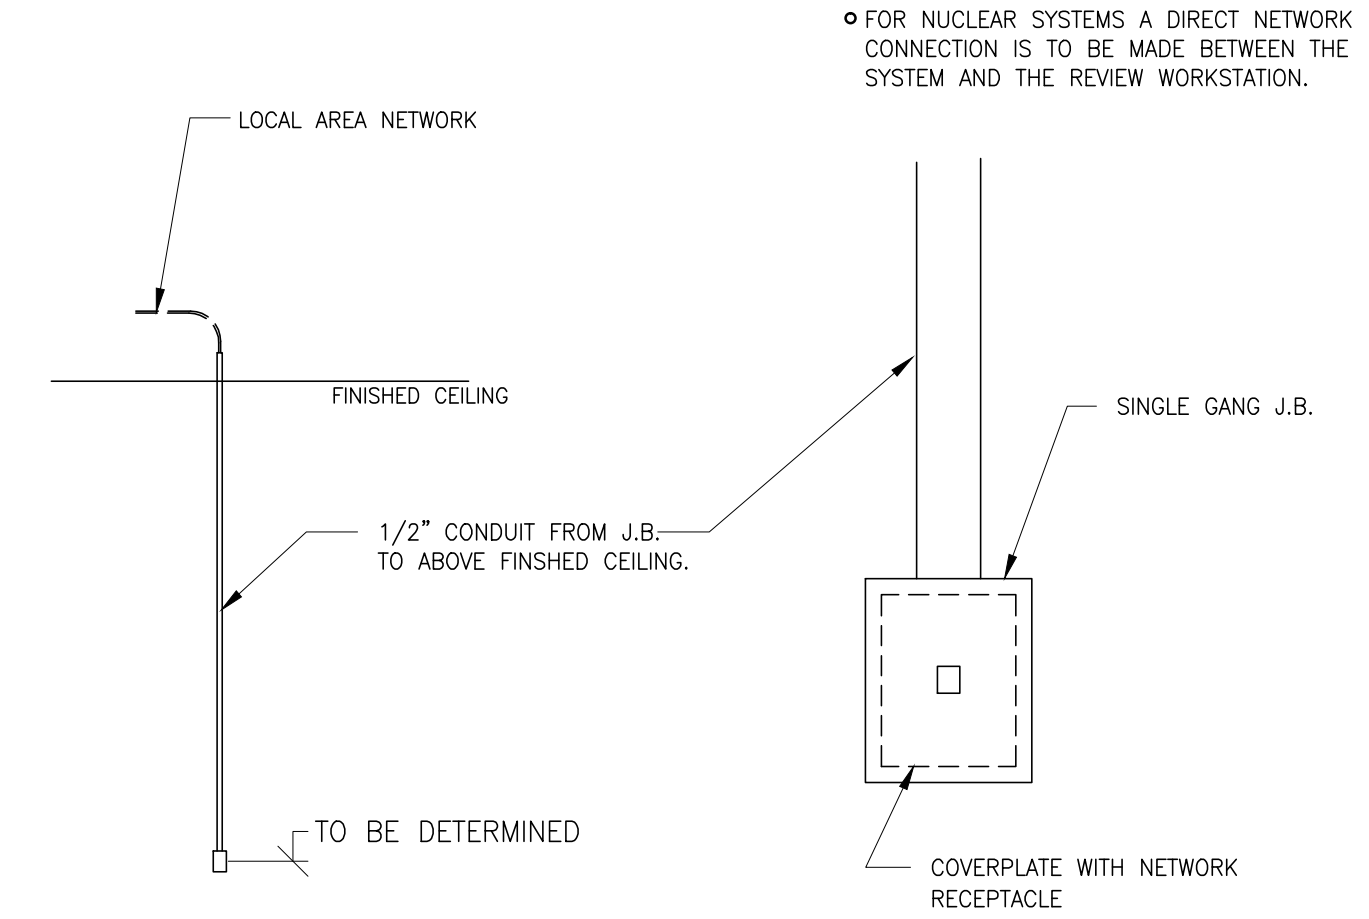 FOR NUCLEAR SYSTEMS A DIRECT NETWORK
CONNECTION IS TO BE MADE BETWEEN THE
SYSTEM AND THE REVIEW WORKSTATION.
LOCAL AREA NETWORK
FINISHED CEILING
SINGLE GANG J.B.
1/2” CONDUIT FROM J.B.
TO ABOVE FINSHED CEILING.
TO BE DETERMINED
COVERPLATE WITH NETWORK
RECEPTACLE